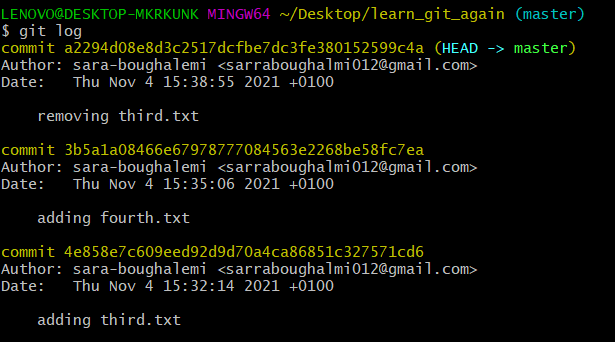 LENOVO@DESKTOP-MKRKUNK MINGW64 ~/Desktop/learn_git_again (master)
$ git log
commit a2294d08e8d3c2517dcfbe7dc3fe380152599c4a (HEAD -> master)
Author: sara-boughalemi <sarraboughalmi012@gmail.com>
Date:   Thu Nov 4 15:38:55 2021 +0100
    removing third.txt
commit 3b5a1a08466e67978777084563e2268be58fc7ea
Author: sara-boughalemi <sarraboughalmi012@gmail.com>
Date:   Thu Nov 4 15:35:06 2021 +0100
    adding fourth.txt
commit 4e858e7c609eed92d9d70a4ca86851c327571cd6
Author: sara-boughalemi <sarraboughalmi012@gmail.com>
Date:   Thu Nov 4 15:32:14 2021 +0100
    adding third.txt